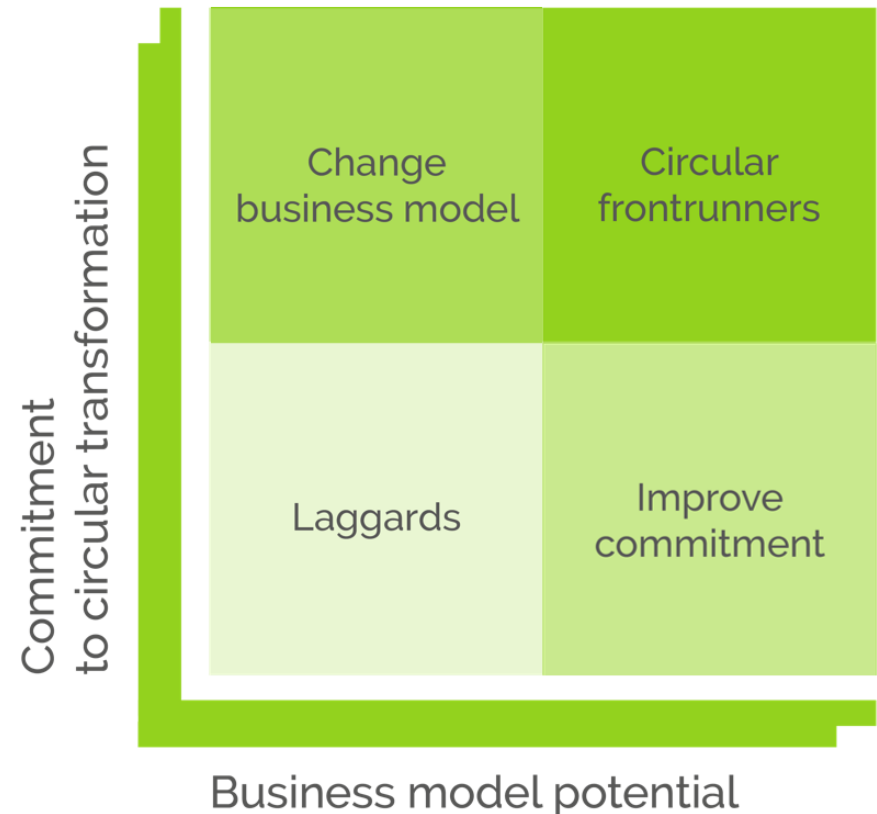 Commitment
to circular transformation
Change
business model
Circular
frontrunners
Laggards
Improve
commitment
Business model potential